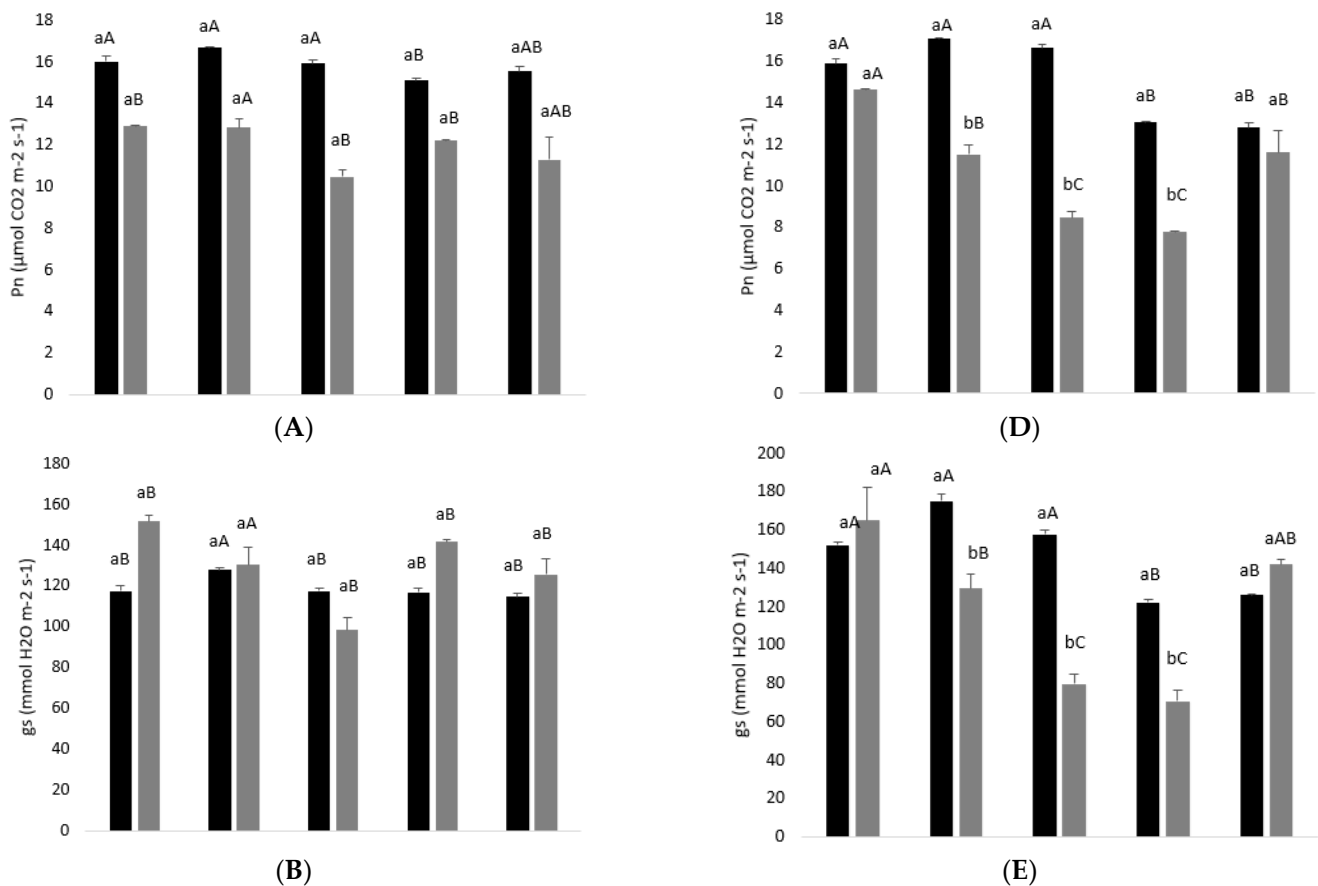 18
16
14
12
10
8
6
4
2
0
Pn (µmol CO2 m-2 s-1)
aA
aB
aA
aA
aA
aB
aB
aB
aAB
aAB
(A)
18
16
14
12
10
8
6
4
2
0
Pn (µmol CO2 m-2 s-1)
aA
aA
aA
bB
aA
bC
aB
bC
aB
aB
(D)
180
160
140
120
100
80
60
40
20
0
gs (mmol H2O m-2 s-1)
aB
aB
aA
aA
aB
aB
aB
aB
aB
aB
(B)
200
180
160
140
120
100
80
60
40
20
0
gs (mmol H2O m-2 s-1)
aA
aA
aA
bB
aA
bC
aB
bC
aB
aAB
(E)